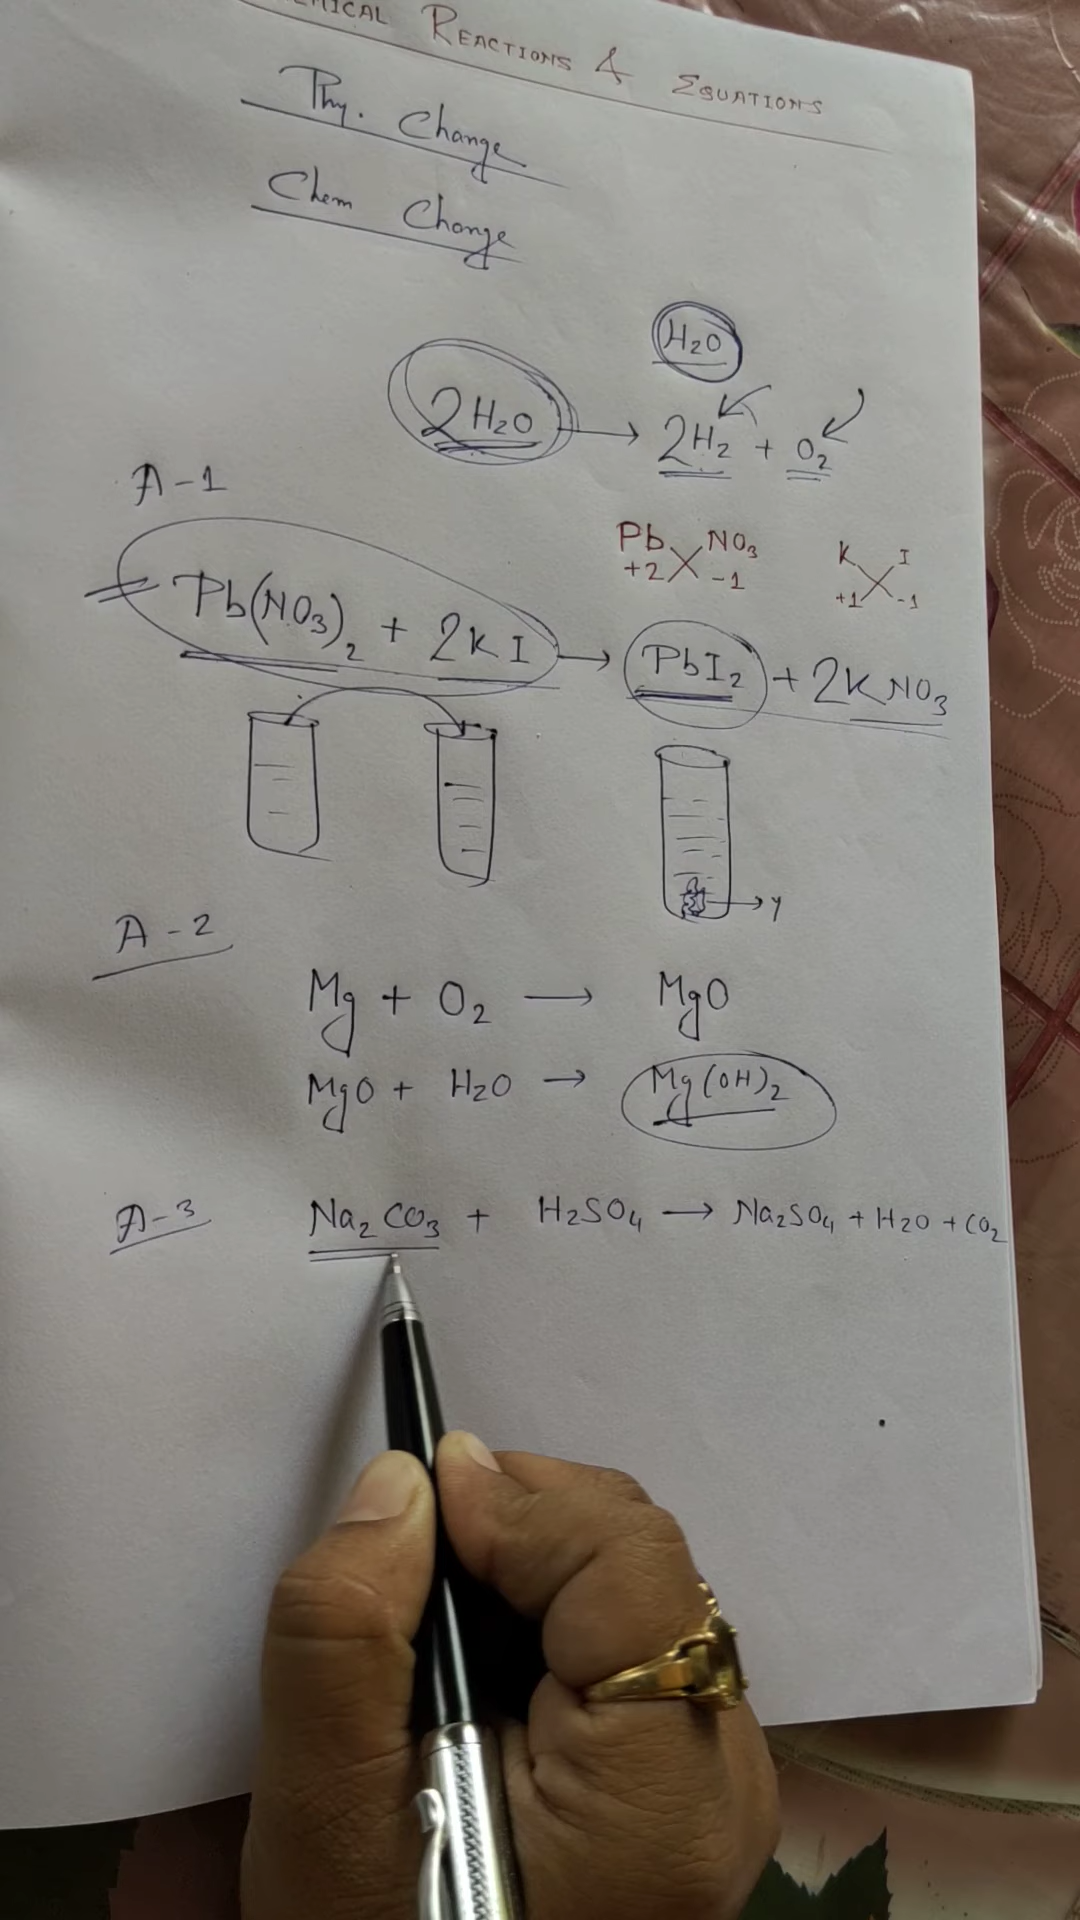 CHEMICAL REACTIONS & EQUATIONS
Phy. Change
Chem Change
H₂O
2H₂O → 2H₂ + O₂
A-1
Pb NO₃ K I
+2 -1 +1 -1
Pb(NO₃)₂ + 2KI → PbI₂ + 2KNO₃
→ Y
A-2
Mg + O₂ → MgO
MgO + H₂O → Mg(OH)₂
A-3 Na₂CO₃ + H₂SO₄ → Na₂SO₄ + H₂O + CO₂